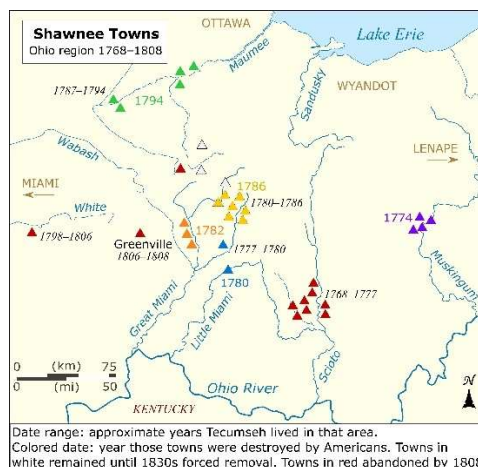 Shawnee Towns
Ohio region 1768–1808
OTTAWA
Lake Erie
Maumee
1787–1794
1794
Sandusky
WYANDOT
Wabash
LENAPE
MIAMI
White
1786
1780–1786
1774
1782
1798–1806
Greenville
1806–1808
1777–1780
Muskingum
1780
1768–1777
Great Miami
Little Miami
Scioto
0 (km) 75
0 (mi) 50
Ohio River
N
KENTUCKY
Date range: approximate years Tecumseh lived in that area.
Colored date: year those towns were destroyed by Americans. Towns in
white remained until 1830s forced removal. Towns in red abandoned by 1808